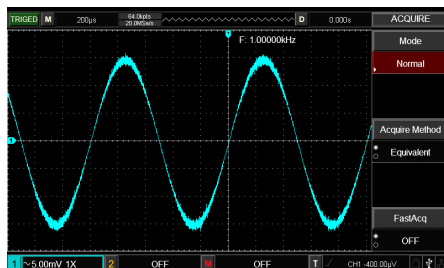 TRIGED M 200μs 64.0kpts D 0.000s ACQUIRE
20.0MSa/s
F: 1.00000kHz
Mode
Normal
Acquire Method
Equivalent
FastAcq
OFF
1 ~5.00mV 1X 2 OFF M OFF T CH1 -400.00μV